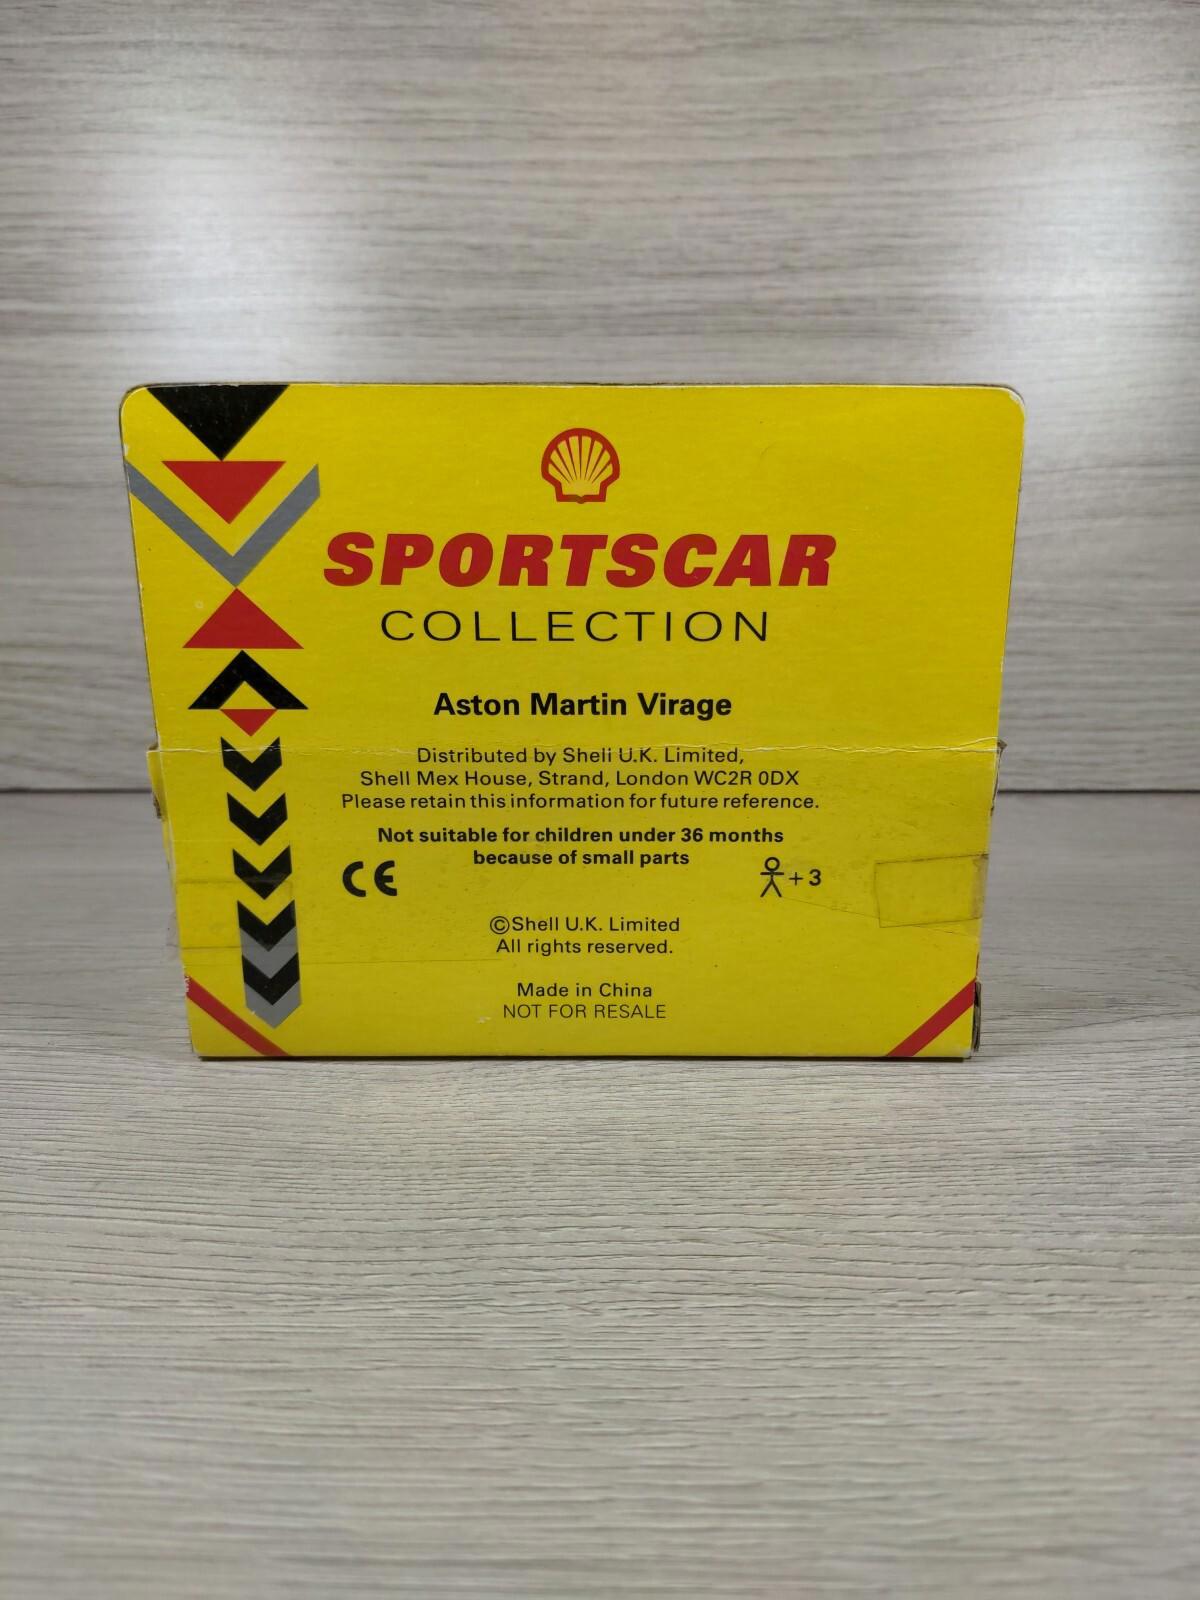 SPORTSCAR
COLLECTION
Aston Martin Virage
Distributed by Shell U.K. Limited,
Shell Mex House, Strand, London WC2R 0DX
Please retain this information for future reference.
Not suitable for children under 36 months
because of small parts
CE
+3
©Shell U.K. Limited
All rights reserved.
Made in China
NOT FOR RESALE